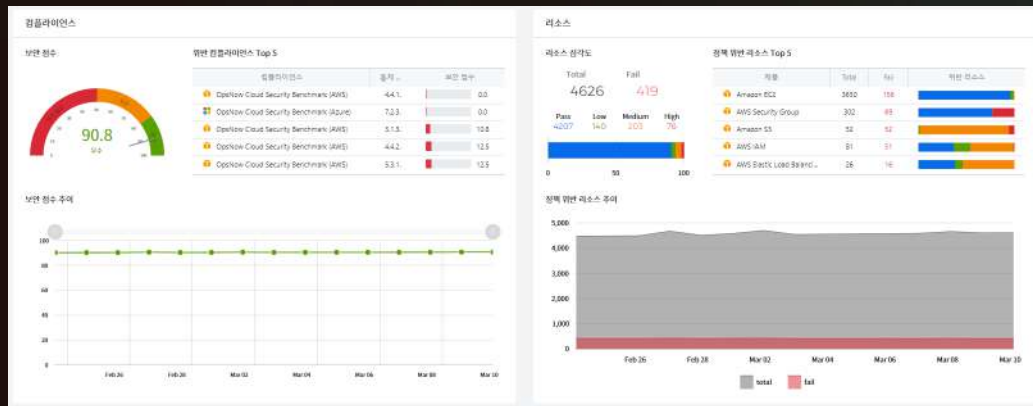 컴플라이언스
보안 점수
90.8
우수
위반 컴플라이언스 Top 5
컴플라이언스 보안 점수
OpsNow Cloud Security Benchmark (AWS) 4.4.1. 0.0
OpsNow Cloud Security Benchmark (Azure) 7.2.3. 0.0
OpsNow Cloud Security Benchmark (AWS) 5.1.3. 10.8
OpsNow Cloud Security Benchmark (AWS) 4.4.2. 12.5
OpsNow Cloud Security Benchmark (AWS) 5.3.1. 12.5
보안 점수 추이
100
80
60
40
20
0
Feb 26 Feb 28 Mar 02 Mar 04 Mar 06 Mar 08 Mar 10
리소스
리소스 심각도
Total Fail
4626 419
Pass Low Medium High
4207 140 203 76
0 50 100
정책 위반 리소스 Top 5
제품 Total Fail 위반 리소스
Amazon EC2 3650 158
AWS Security Group 302 89
Amazon S3 52 52
AWS IAM 51 51
AWS Elastic Load Balanci... 26 16
정책 위반 리소스 추이
5,000
4,000
3,000
2,000
1,000
0
Feb 26 Feb 28 Mar 02 Mar 04 Mar 06 Mar 08 Mar 10
total fail